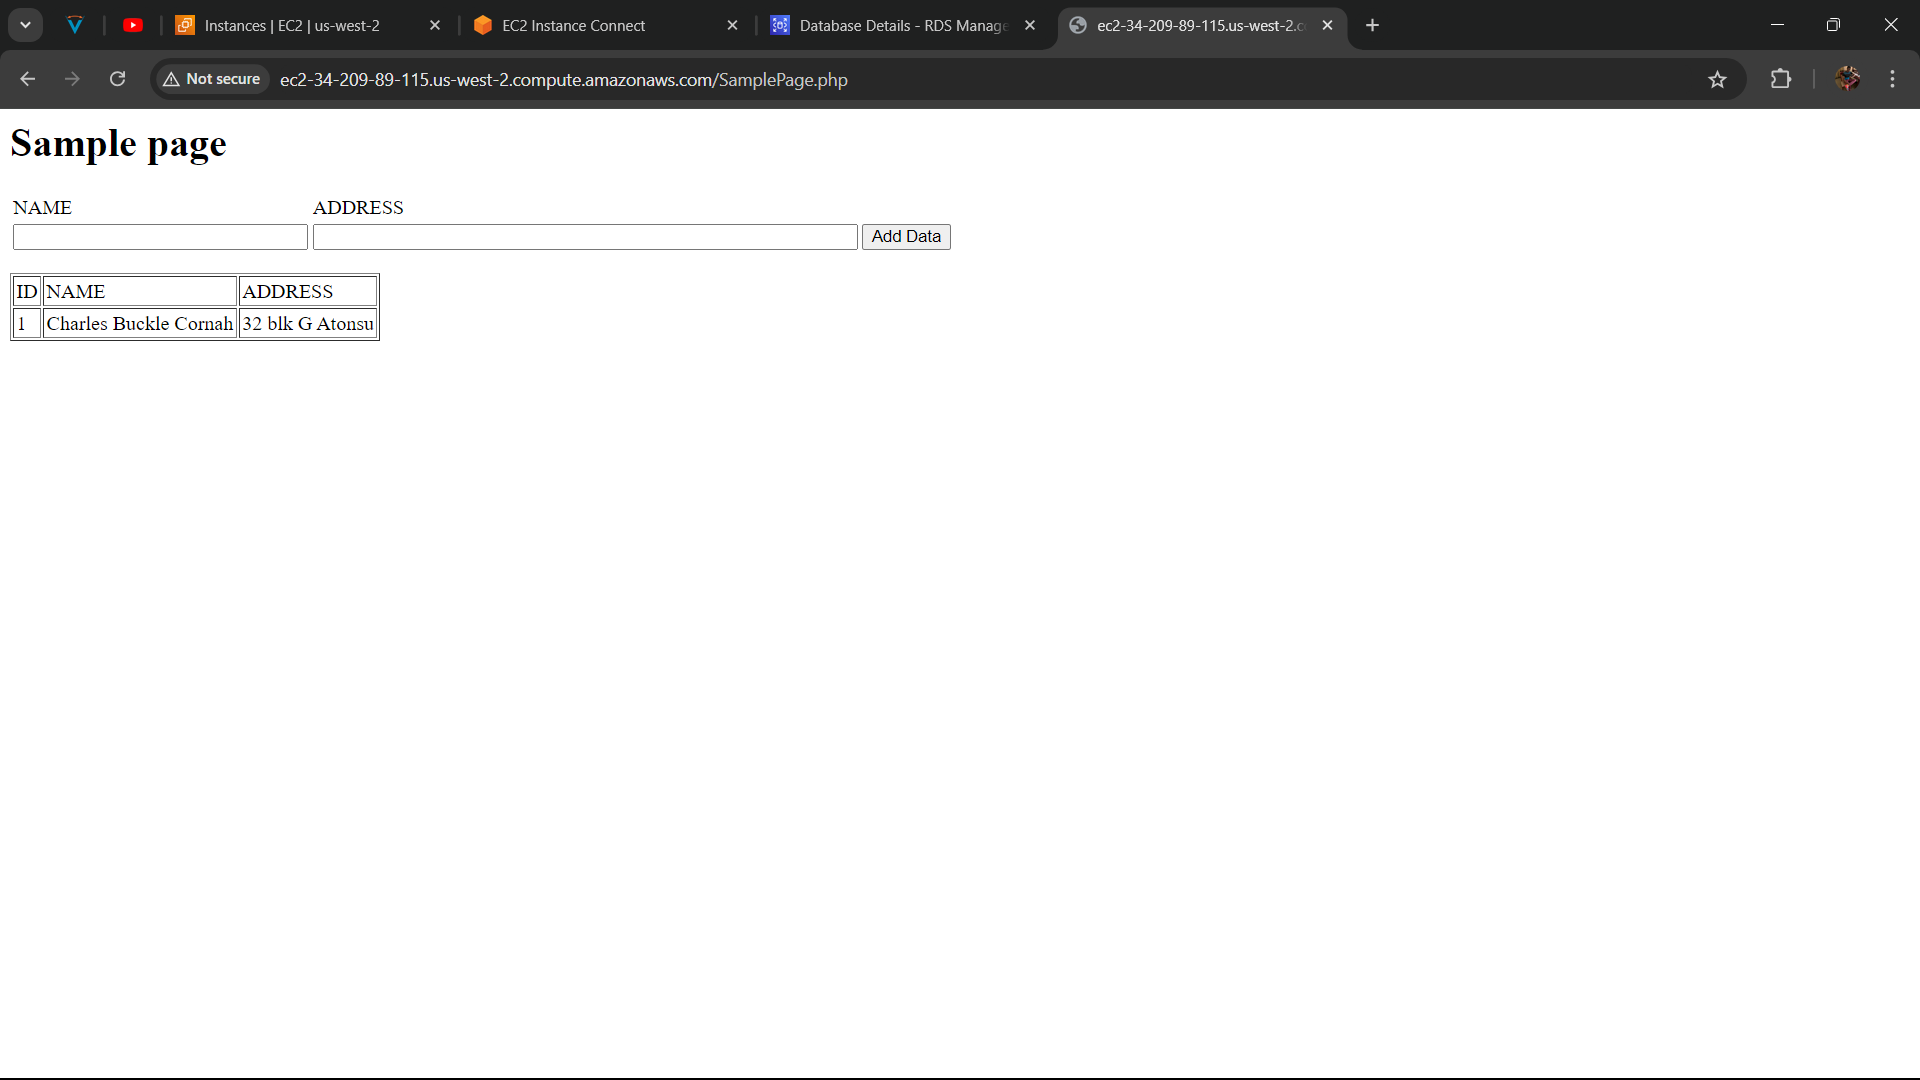 Instances | EC2 | us-west-2
EC2 Instance Connect
Database Details - RDS Manage
ec2-34-209-89-115.us-west-2.c
Not secure
ec2-34-209-89-115.us-west-2.compute.amazonaws.com/SamplePage.php
Sample page
NAME ADDRESS
Add Data
ID NAME ADDRESS
1 Charles Buckle Cornah 32 blk G Atonsu